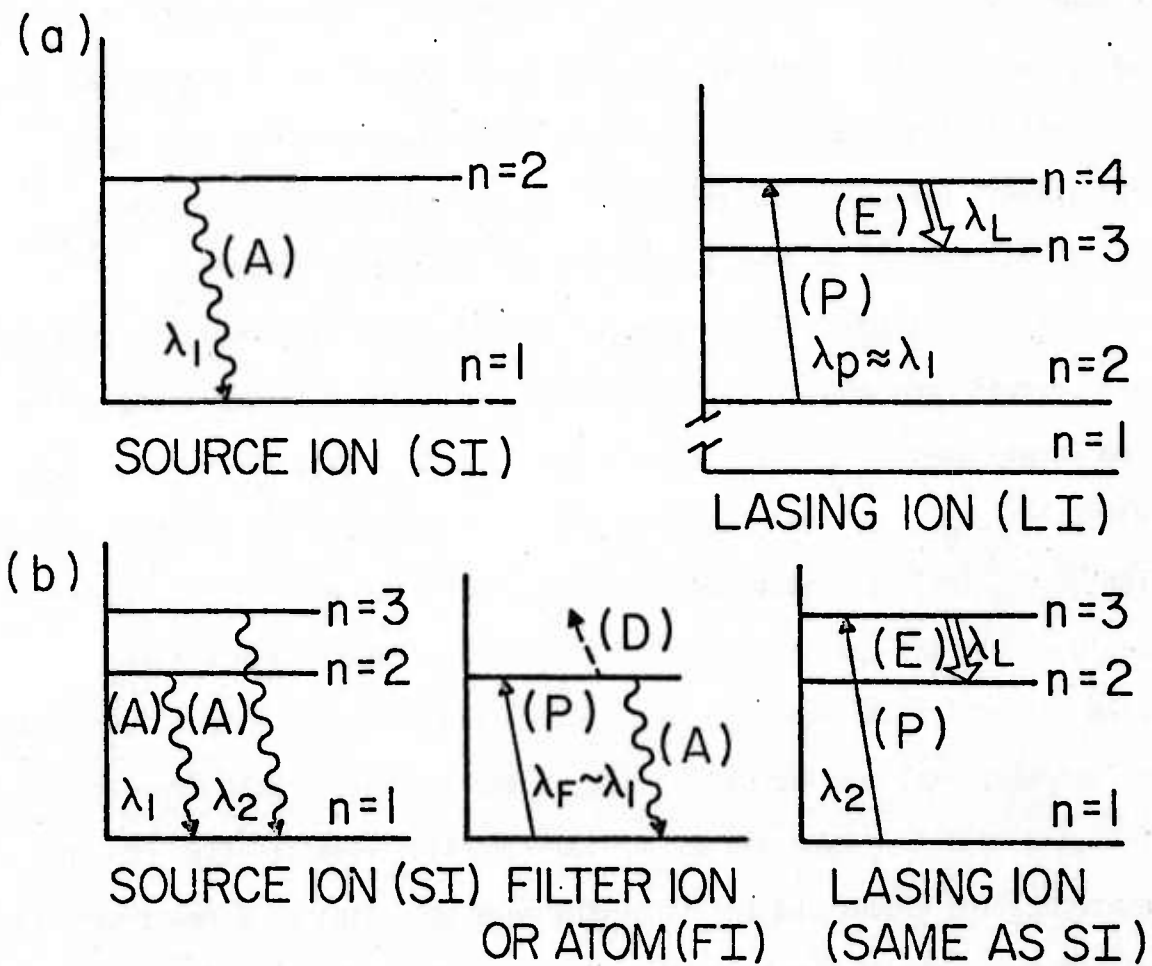 (a)
n=2
(A)
λ1
n=1
SOURCE ION (SI)
n=4
(E)
λL
n=3
(P)
λp≈λ1
n=2
n=1
LASING ION (LI)
(b)
n=3
n=2
(A) (A)
λ1 λ2
n=1
SOURCE ION (SI)
(D)
(P)
(A)
λF~λ1
FILTER ION
OR ATOM (FI)
n=3
(E)
λL
n=2
(P)
λ2
n=1
LASING ION
(SAME AS SI)